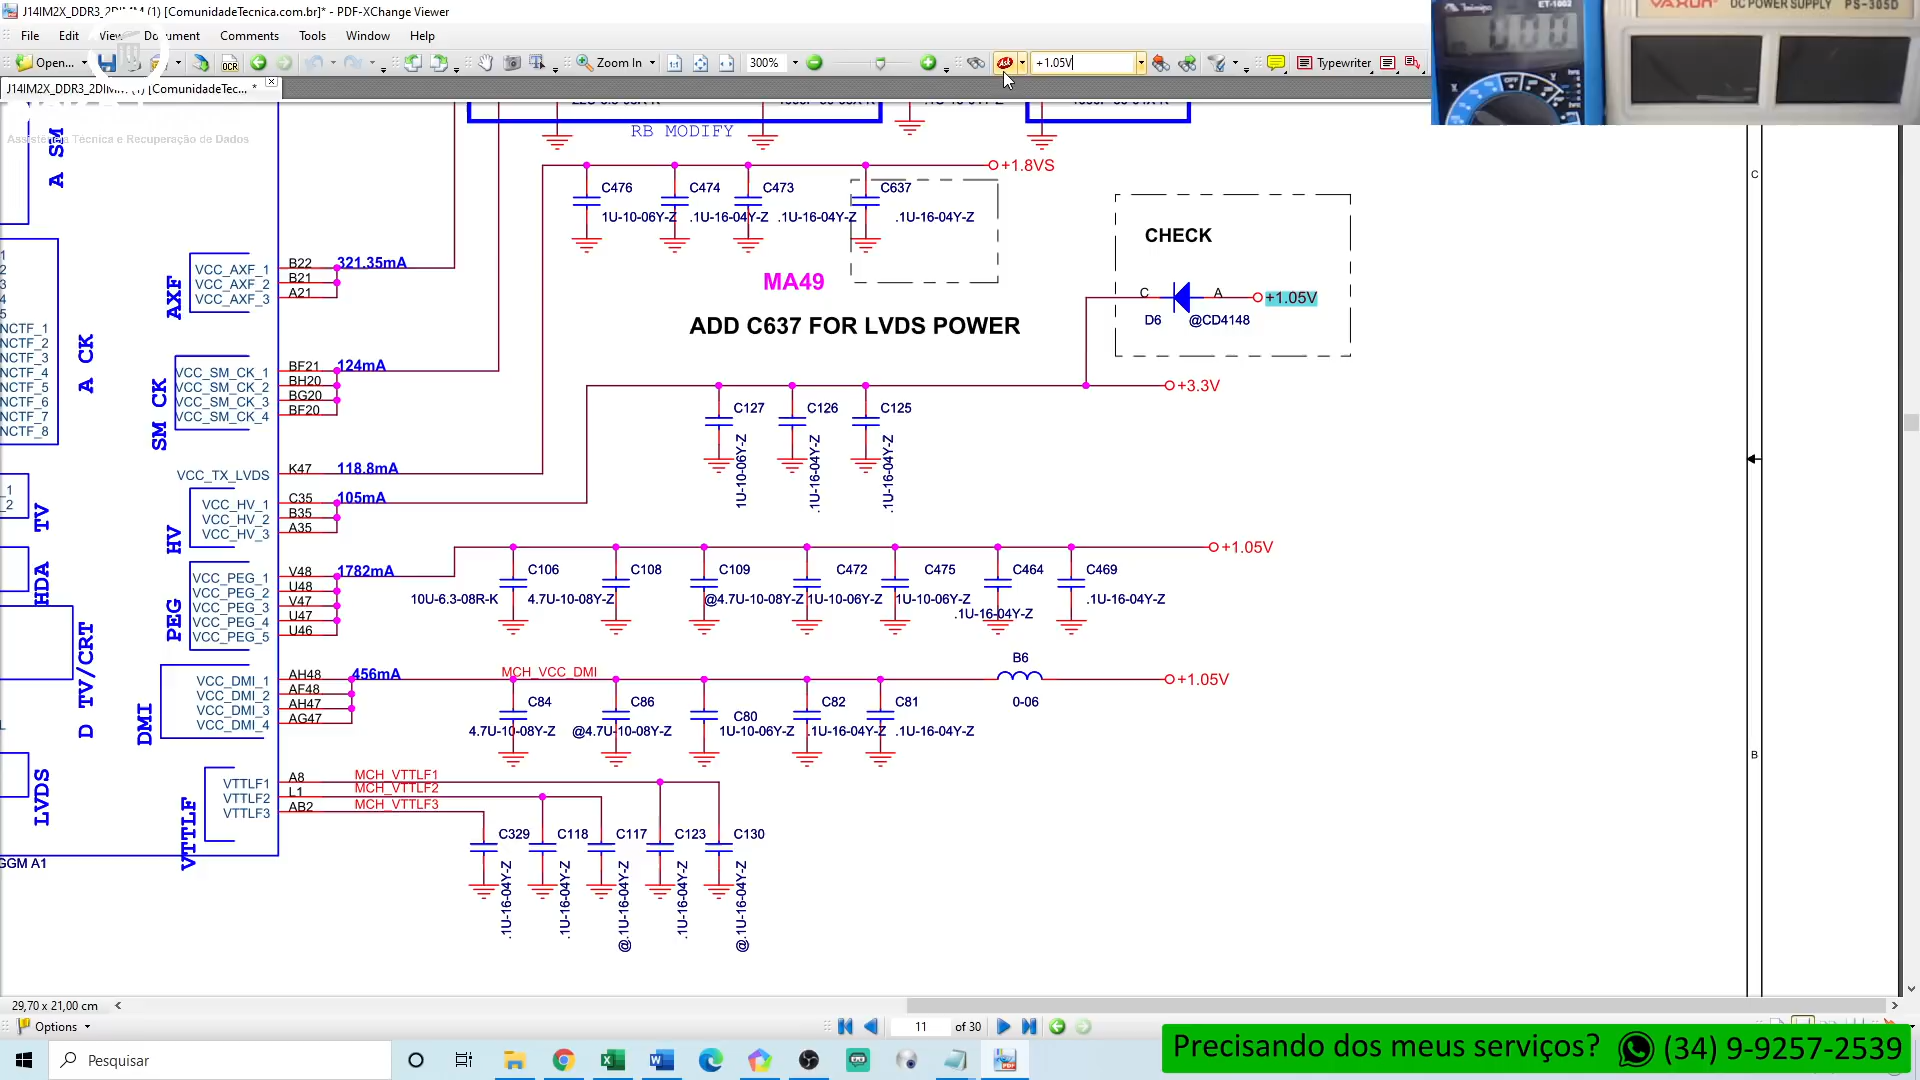 J14IM2X_DDR3_2DIMM (1) [ComunidadeTecnica.com.br]* - PDF-XChange Viewer
File Edit View Document Comments Tools Window Help
Open... OCR Zoom In 300% +1.05V Typewriter
J14IM2X_DDR3_2DIMM (1) [ComunidadeTec... *
Assistência Técnica e Recuperação de Dados
ET-1002
DC POWER SUPPLY PS-305D
RB MODIFY
+1.8VS
C476 C474 C473 C637
1U-10-06Y-Z .1U-16-04Y-Z .1U-16-04Y-Z .1U-16-04Y-Z
CHECK
C A +1.05V
D6 @CD4148
MA49
ADD C637 FOR LVDS POWER
A SM
A CK
AXF
VCC_AXF_1 B22 321.35mA
VCC_AXF_2 B21
VCC_AXF_3 A21
NCTF_1
NCTF_2
NCTF_3
NCTF_4
NCTF_5
NCTF_6
NCTF_7
NCTF_8
SM CK
VCC_SM_CK_1 BF21 124mA
VCC_SM_CK_2 BH20
VCC_SM_CK_3 BG20
VCC_SM_CK_4 BF20
+3.3V
C127 C126 C125
1U-10-06Y-Z .1U-16-04Y-Z .1U-16-04Y-Z
VCC_TX_LVDS K47 118.8mA
TV
HV
VCC_HV_1 C35 105mA
VCC_HV_2 B35
VCC_HV_3 A35
+1.05V
HDA
PEG
VCC_PEG_1 V48 1782mA
VCC_PEG_2 U48
VCC_PEG_3 V47
VCC_PEG_4 U47
VCC_PEG_5 U46
C106 C108 C109 C472 C475 C464 C469
10U-6.3-08R-K 4.7U-10-08Y-Z @4.7U-10-08Y-Z 1U-10-06Y-Z 1U-10-06Y-Z .1U-16-04Y-Z .1U-16-04Y-Z
D TV/CRT
DMI
VCC_DMI_1 AH48 456mA
VCC_DMI_2 AF48
VCC_DMI_3 AH47
VCC_DMI_4 AG47
MCH_VCC_DMI
B6
0-06
+1.05V
C84 C86 C80 C82 C81
4.7U-10-08Y-Z @4.7U-10-08Y-Z 1U-10-06Y-Z .1U-16-04Y-Z .1U-16-04Y-Z
LVDS
VTTLF
VTTLF1 A8 MCH_VTTLF1
VTTLF2 L1 MCH_VTTLF2
VTTLF3 AB2 MCH_VTTLF3
C329 C118 C117 C123 C130
.1U-16-04Y-Z .1U-16-04Y-Z @.1U-16-04Y-Z .1U-16-04Y-Z @.1U-16-04Y-Z
GGM A1
C
B
29,70 x 21,00 cm
Options 11 of 30
Pesquisar
Precisando dos meus serviços? (34) 9-9257-2539